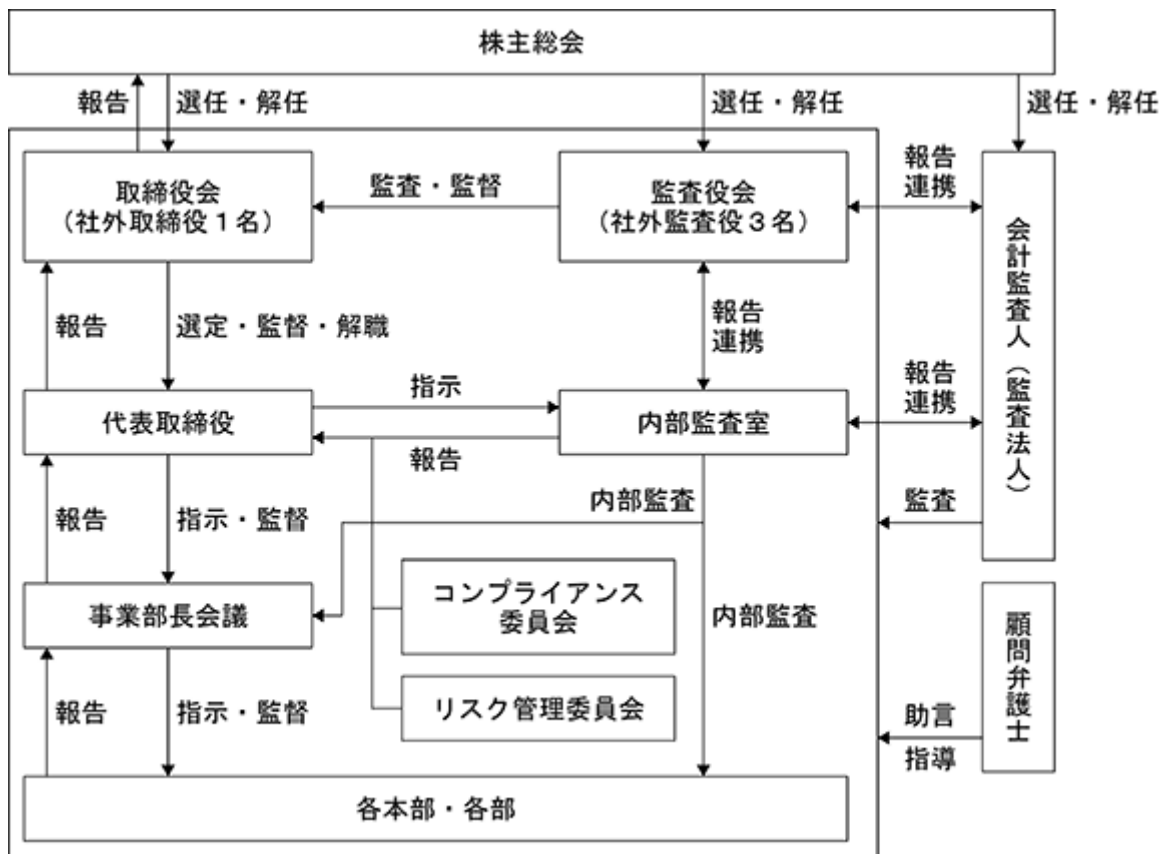 株主総会
報告
選任・解任
選任・解任
選任・解任
取締役会
(社外取締役1名)
監査・監督
監査役会
(社外監査役3名)
報告
連携
会計監査人(監査法人)
報告
選定・監督・解職
報告
連携
代表取締役
指示
報告
内部監査室
報告
連携
報告
指示・監督
内部監査
監査
事業部長会議
コンプライアンス
委員会
内部監査
顧問弁護士
報告
指示・監督
リスク管理委員会
助言
指導
各本部・各部